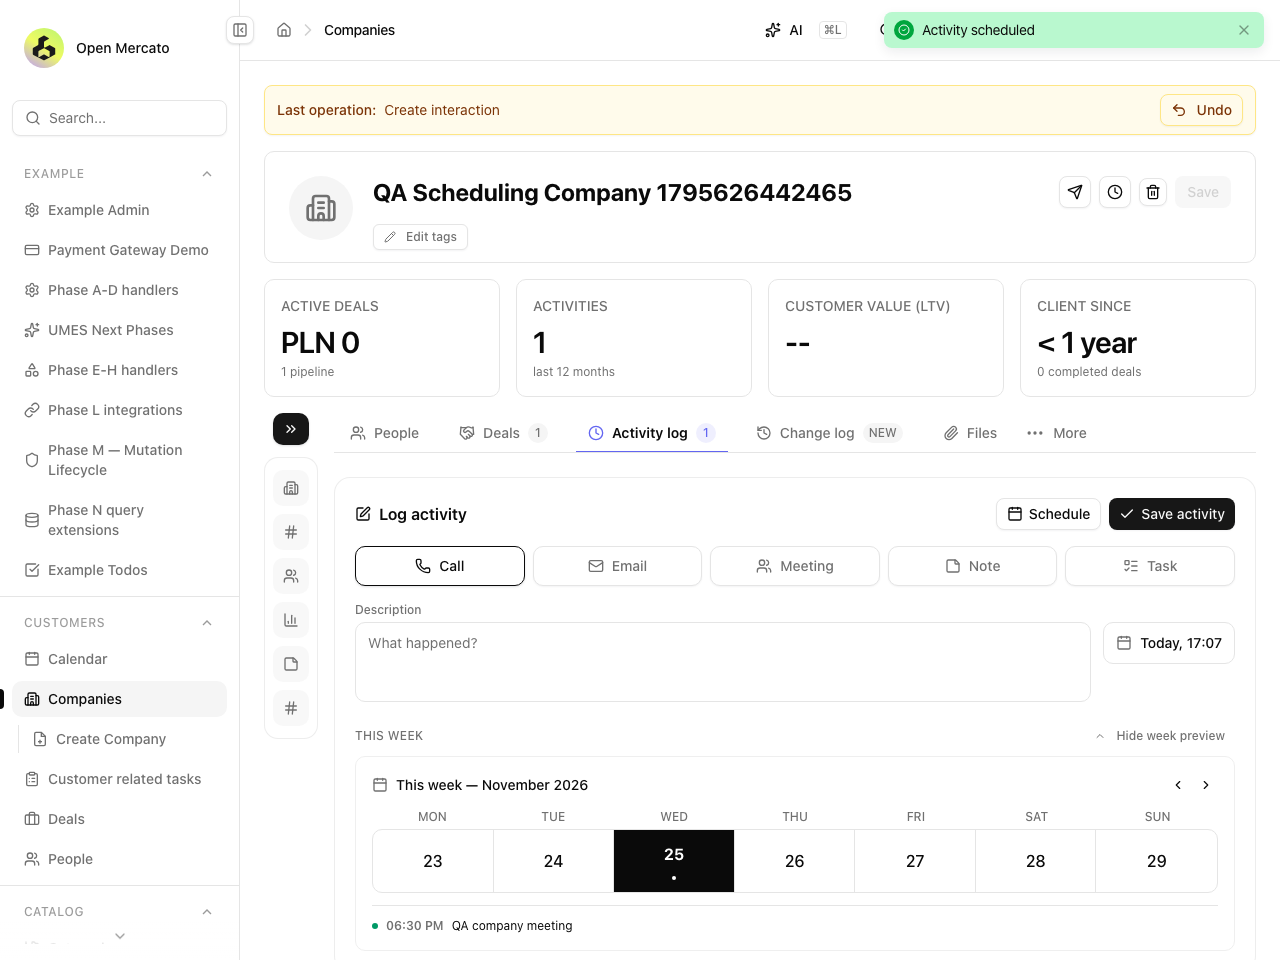 Open Mercato
Search...
EXAMPLE
Example Admin
Payment Gateway Demo
Phase A-D handlers
UMES Next Phases
Phase E-H handlers
Phase L integrations
Phase M — Mutation
Lifecycle
Phase N query
extensions
Example Todos
CUSTOMERS
Calendar
Companies
Create Company
Customer related tasks
Deals
People
CATALOG
Companies
AI
⌘L
Activity scheduled
Last operation: Create interaction
Undo
QA Scheduling Company 1795626442465
Edit tags
Save
ACTIVE DEALS
PLN 0
1 pipeline
ACTIVITIES
1
last 12 months
CUSTOMER VALUE (LTV)
--
CLIENT SINCE
< 1 year
0 completed deals
People
Deals 1
Activity log 1
Change log NEW
Files
More
Log activity
Schedule
Save activity
Call
Email
Meeting
Note
Task
Description
What happened?
Today, 17:07
THIS WEEK
Hide week preview
This week — November 2026
MON TUE WED THU FRI SAT SUN
23 24 25 26 27 28 29
06:30 PM QA company meeting